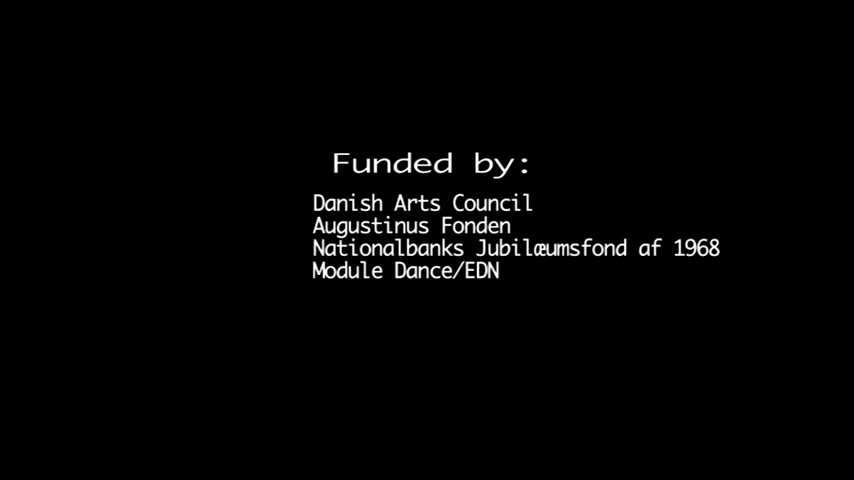 Funded by:
Danish Arts Council
Augustinus Fonden
Nationalbanks Jubilæumsfond af 1968
Module Dance/EDN